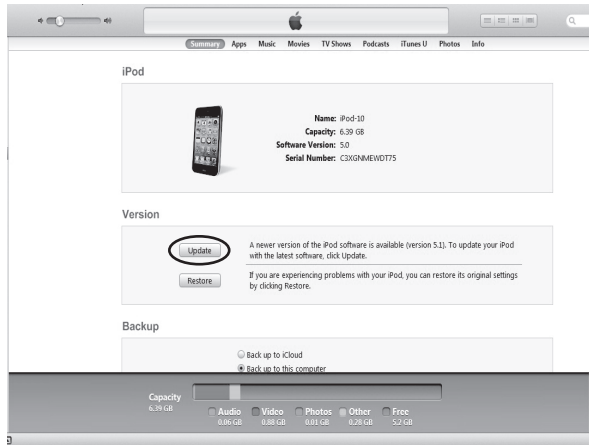 Summary Apps Music Movies TV Shows Podcasts iTunes U Photos Info
iPod
Name: iPod-10
Capacity: 6.39 GB
Software Version: 5.0
Serial Number: C3XGNMEWDT75
Version
Update
A newer version of the iPod software is available (version 5.1). To update your iPod
with the latest software, click Update.
Restore
If you are experiencing problems with your iPod, you can restore its original settings
by clicking Restore.
Backup
Back up to iCloud
Back up to this computer
Capacity
6.39 GB
Audio Video Photos Other Free
0.06 GB 0.88 GB 0.01 GB 0.28 GB 5.2 GB